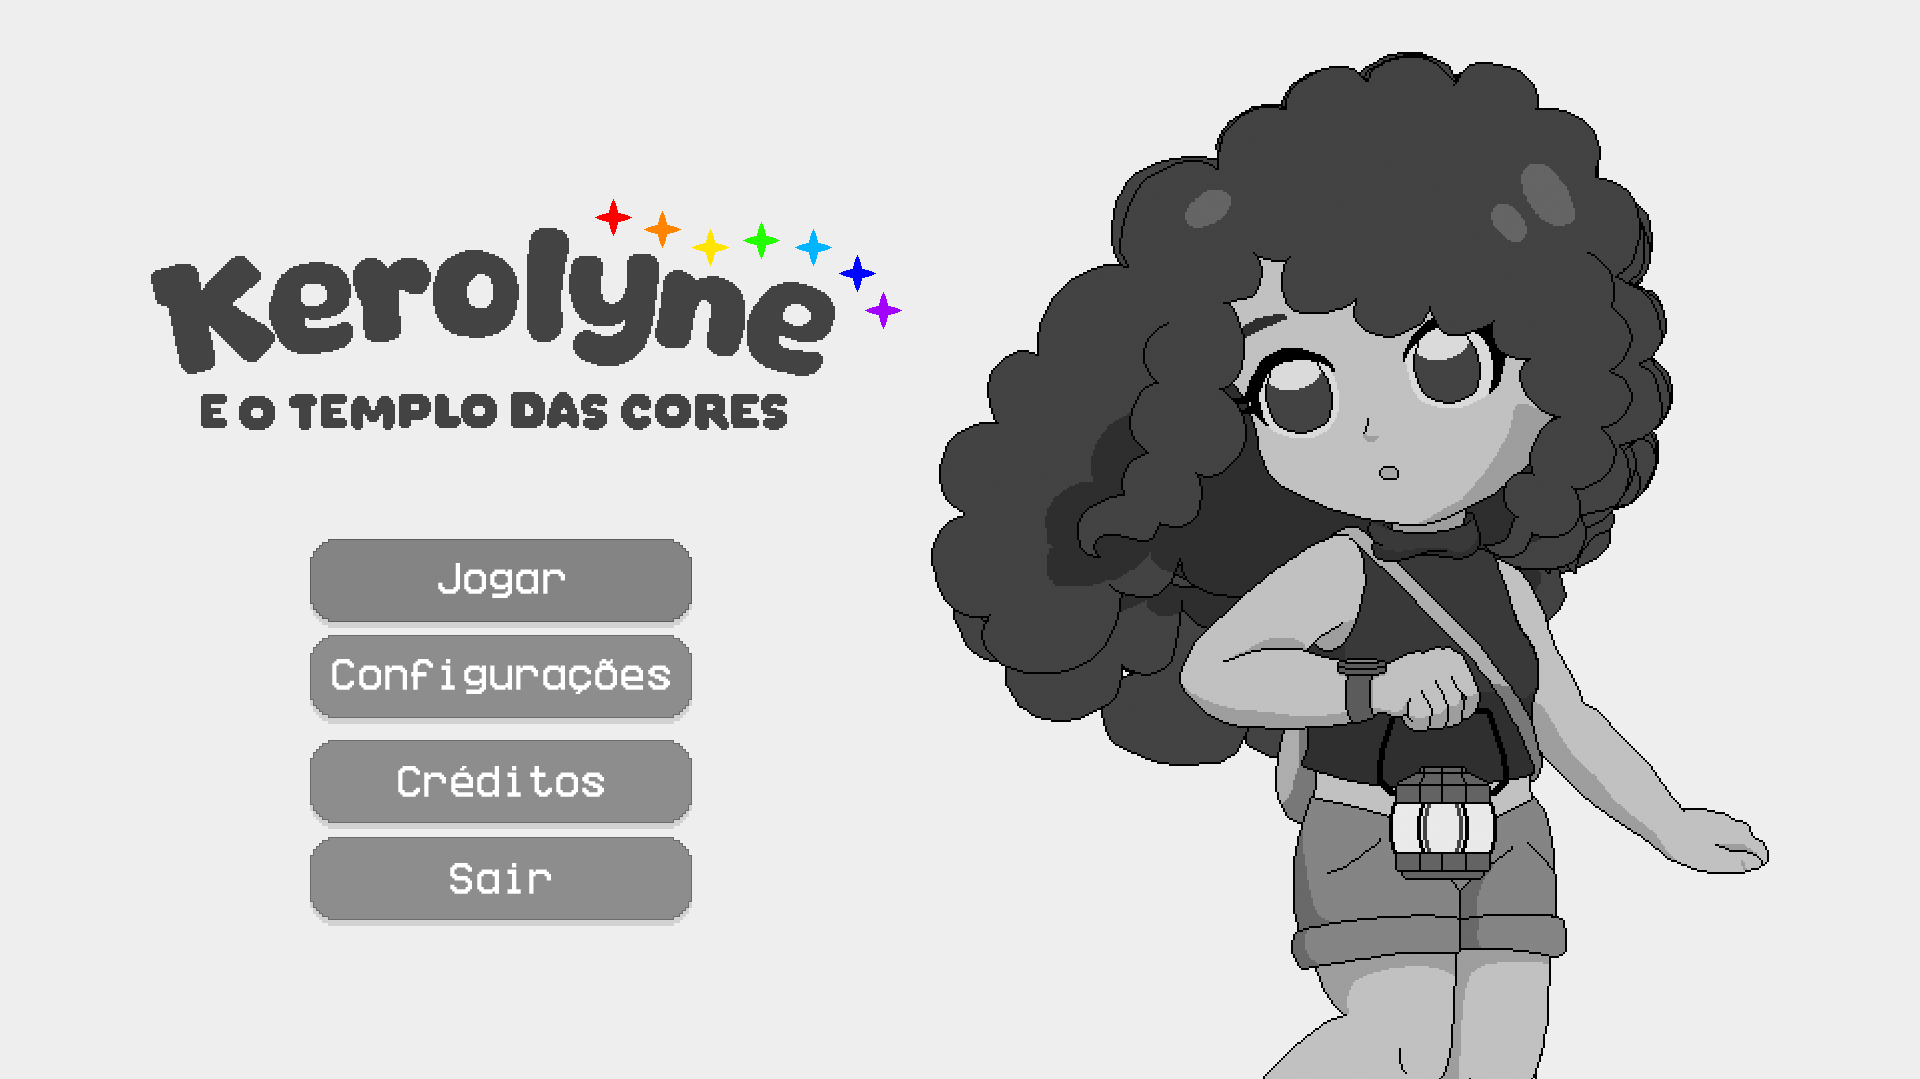 Kerolyne
E O TEMPLO DAS CORES
Jogar
Configurações
Créditos
Sair